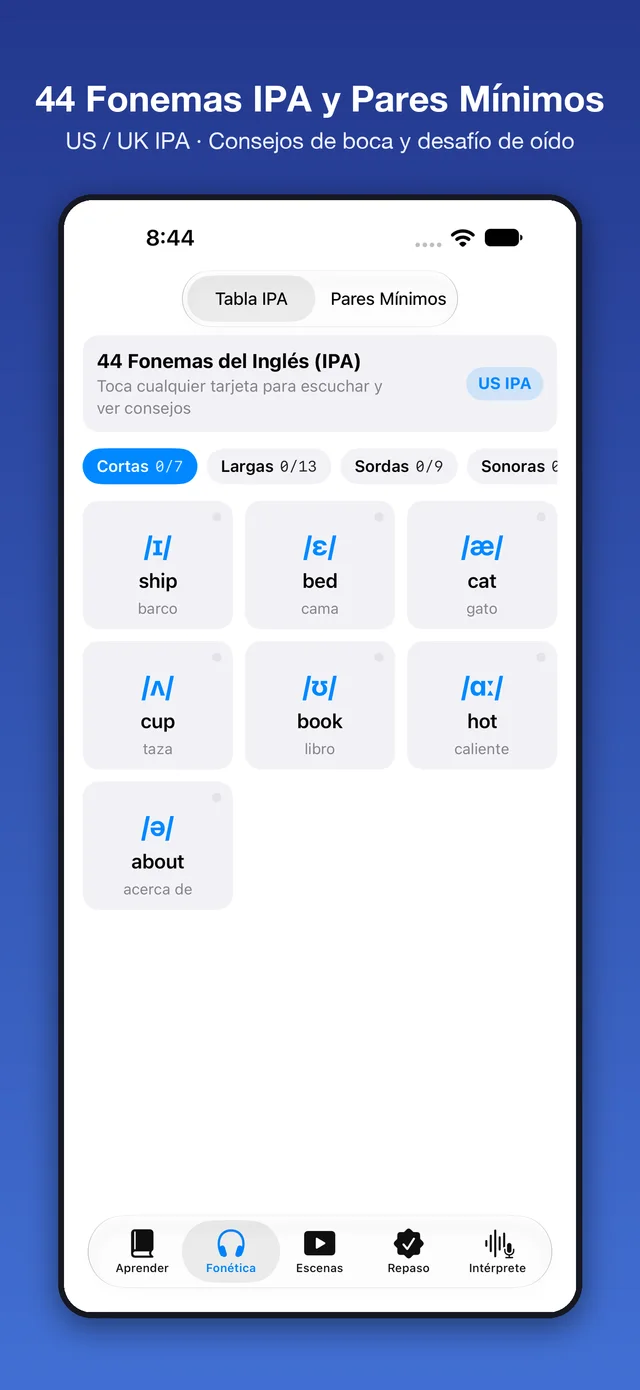 44 Fonemas IPA y Pares Mínimos
US / UK IPA · Consejos de boca y desafío de oído
8:44
Tabla IPA Pares Mínimos
44 Fonemas del Inglés (IPA)
Toca cualquier tarjeta para escuchar y
ver consejos
US IPA
Cortas 0/7 Largas 0/13 Sordas 0/9 Sonoras
/ɪ/ /ɛ/ /æ/
ship bed cat
barco cama gato
/ʌ/ /ʊ/ /ɑː/
cup book hot
taza libro caliente
/ə/
about
acerca de
Aprender Fonética Escenas Repaso Intérprete